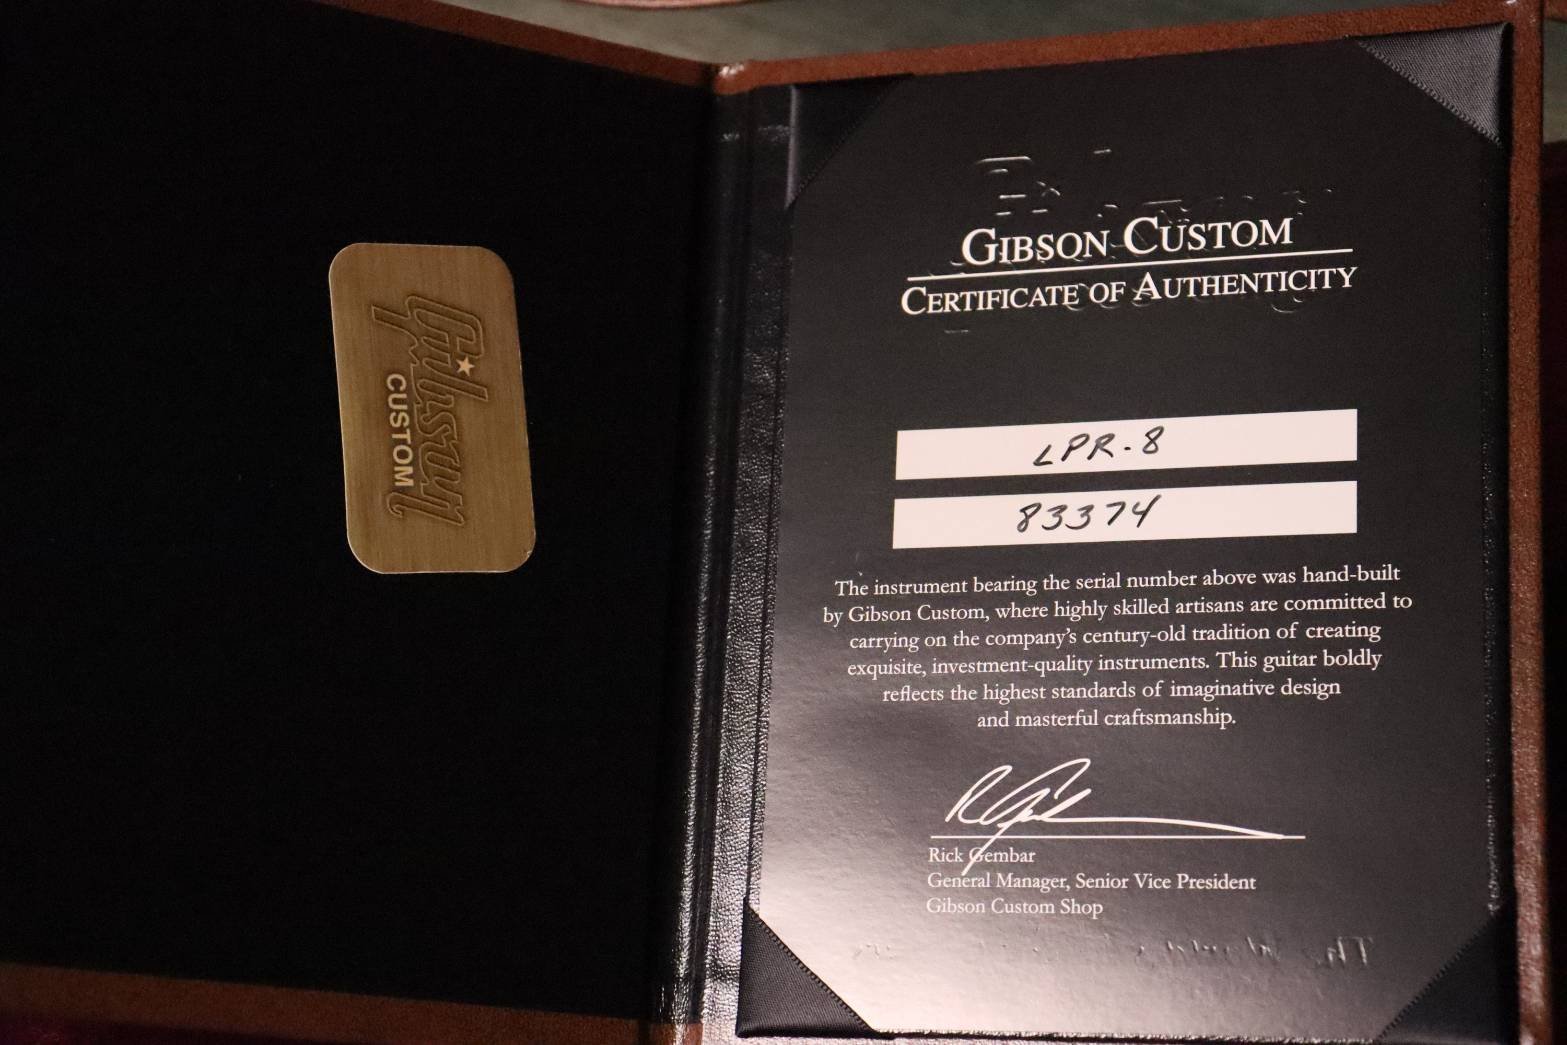 Gibson
CUSTOM
GIBSON CUSTOM
CERTIFICATE OF AUTHENTICITY
LPR-8
83374
The instrument bearing the serial number above was hand-built
by Gibson Custom, where highly skilled artisans are committed to
carrying on the company's century-old tradition of creating
exquisite, investment-quality instruments. This guitar boldly
reflects the highest standards of imaginative design
and masterful craftsmanship.
Rick Gembar
General Manager, Senior Vice President
Gibson Custom Shop